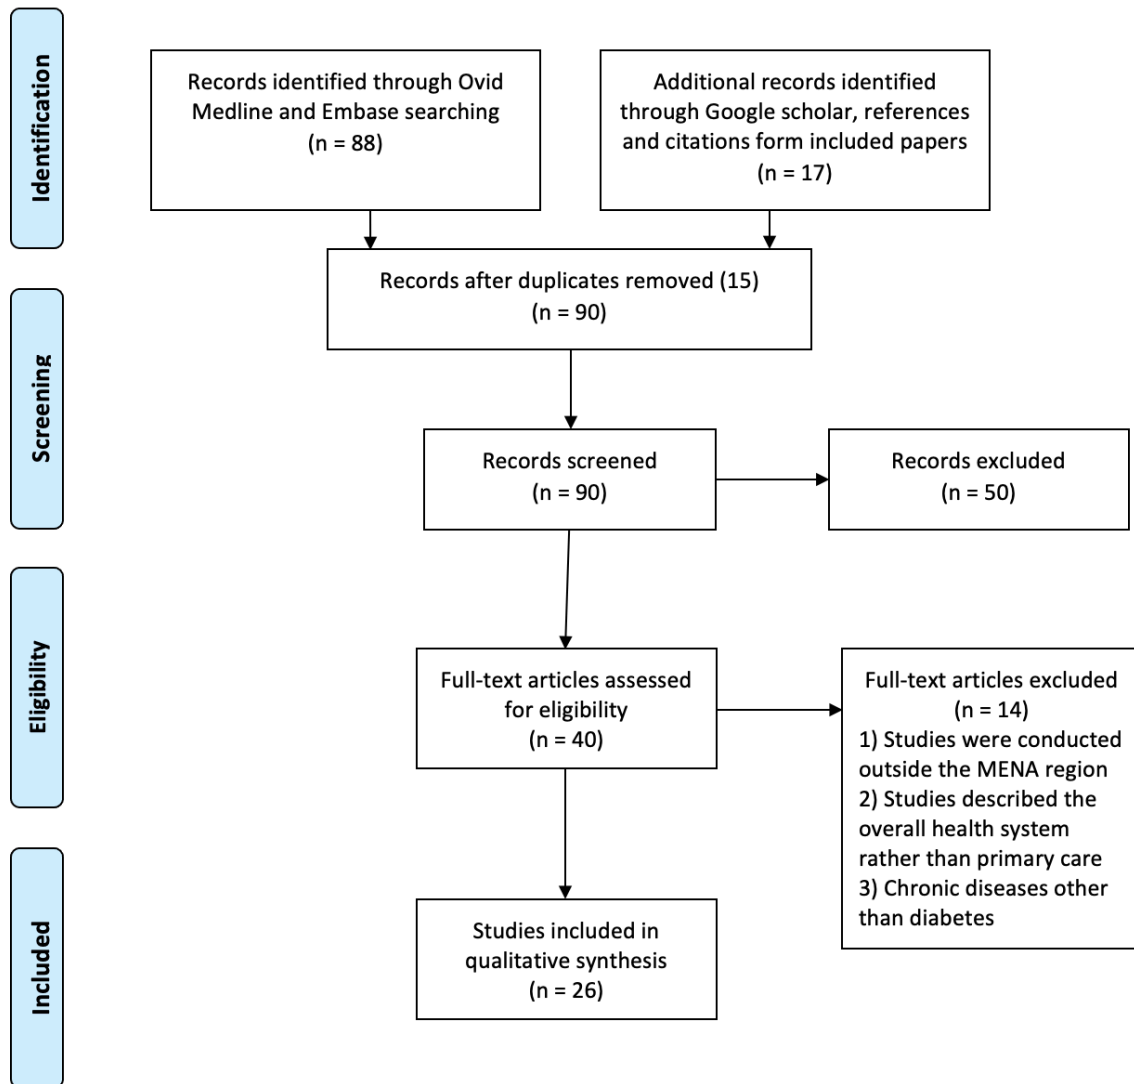 Identification
Records identified through Ovid
Medline and Embase searching
(n = 88)
Additional records identified
through Google scholar, references
and citations form included papers
(n = 17)
Records after duplicates removed (15)
(n = 90)
Screening
Records screened
(n = 90)
Records excluded
(n = 50)
Eligibility
Full-text articles assessed
for eligibility
(n = 40)
Full-text articles excluded
(n = 14)
1) Studies were conducted
outside the MENA region
2) Studies described the
overall health system
rather than primary care
3) Chronic diseases other
than diabetes
Included
Studies included in
qualitative synthesis
(n = 26)